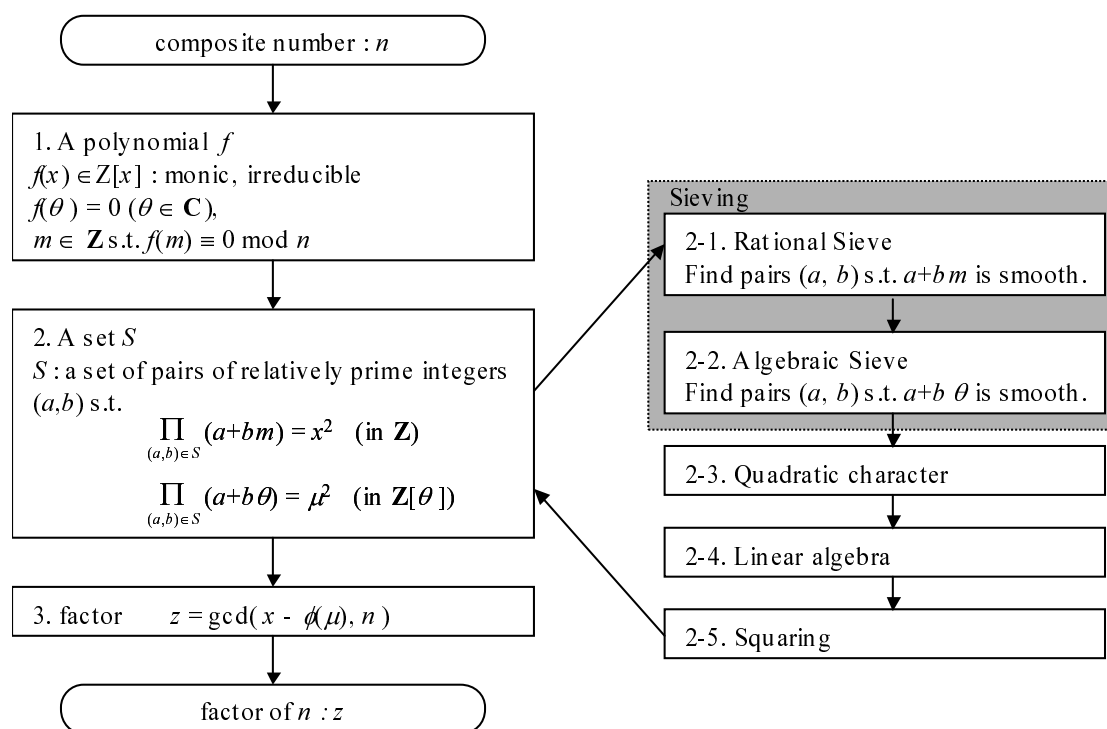 composite number : n
1. A polynomial f
f(x) ∈ Z[x] : monic, irreducible
f(θ) = 0 (θ ∈ C),
m ∈ Z s.t. f(m) ≡ 0 mod n
2. A set S
S : a set of pairs of relatively prime integers
(a,b) s.t.
∏ (a+bm) = x² (in Z)
(a,b)∈S
∏ (a+bθ) = μ² (in Z[θ])
(a,b)∈S
3. factor z = gcd( x - ϕ(μ), n )
factor of n : z
Sieving
2-1. Rational Sieve
Find pairs (a, b) s.t. a+bm is smooth.
2-2. Algebraic Sieve
Find pairs (a, b) s.t. a+b θ is smooth.
2-3. Quadratic character
2-4. Linear algebra
2-5. Squaring